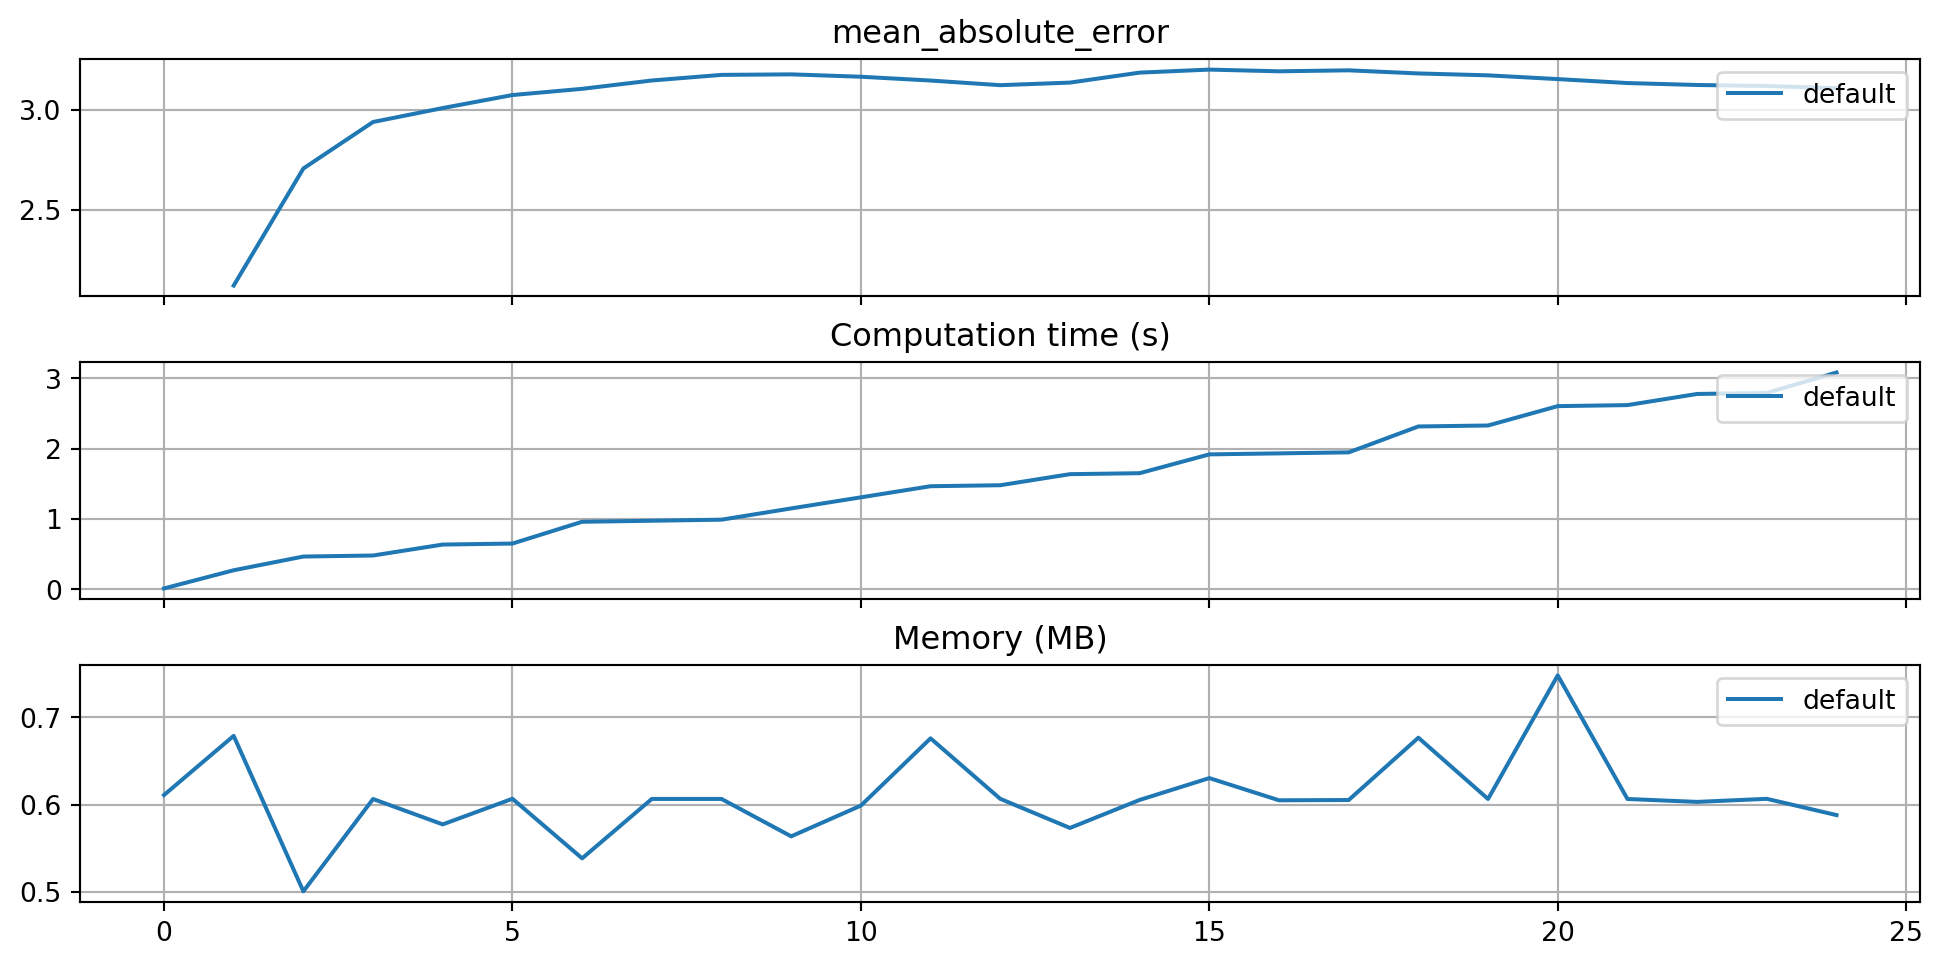 mean_absolute_error
3.0
2.5
default
Computation time (s)
3
2
1
0
default
Memory (MB)
0.7
0.6
0.5
default
0 5 10 15 20 25